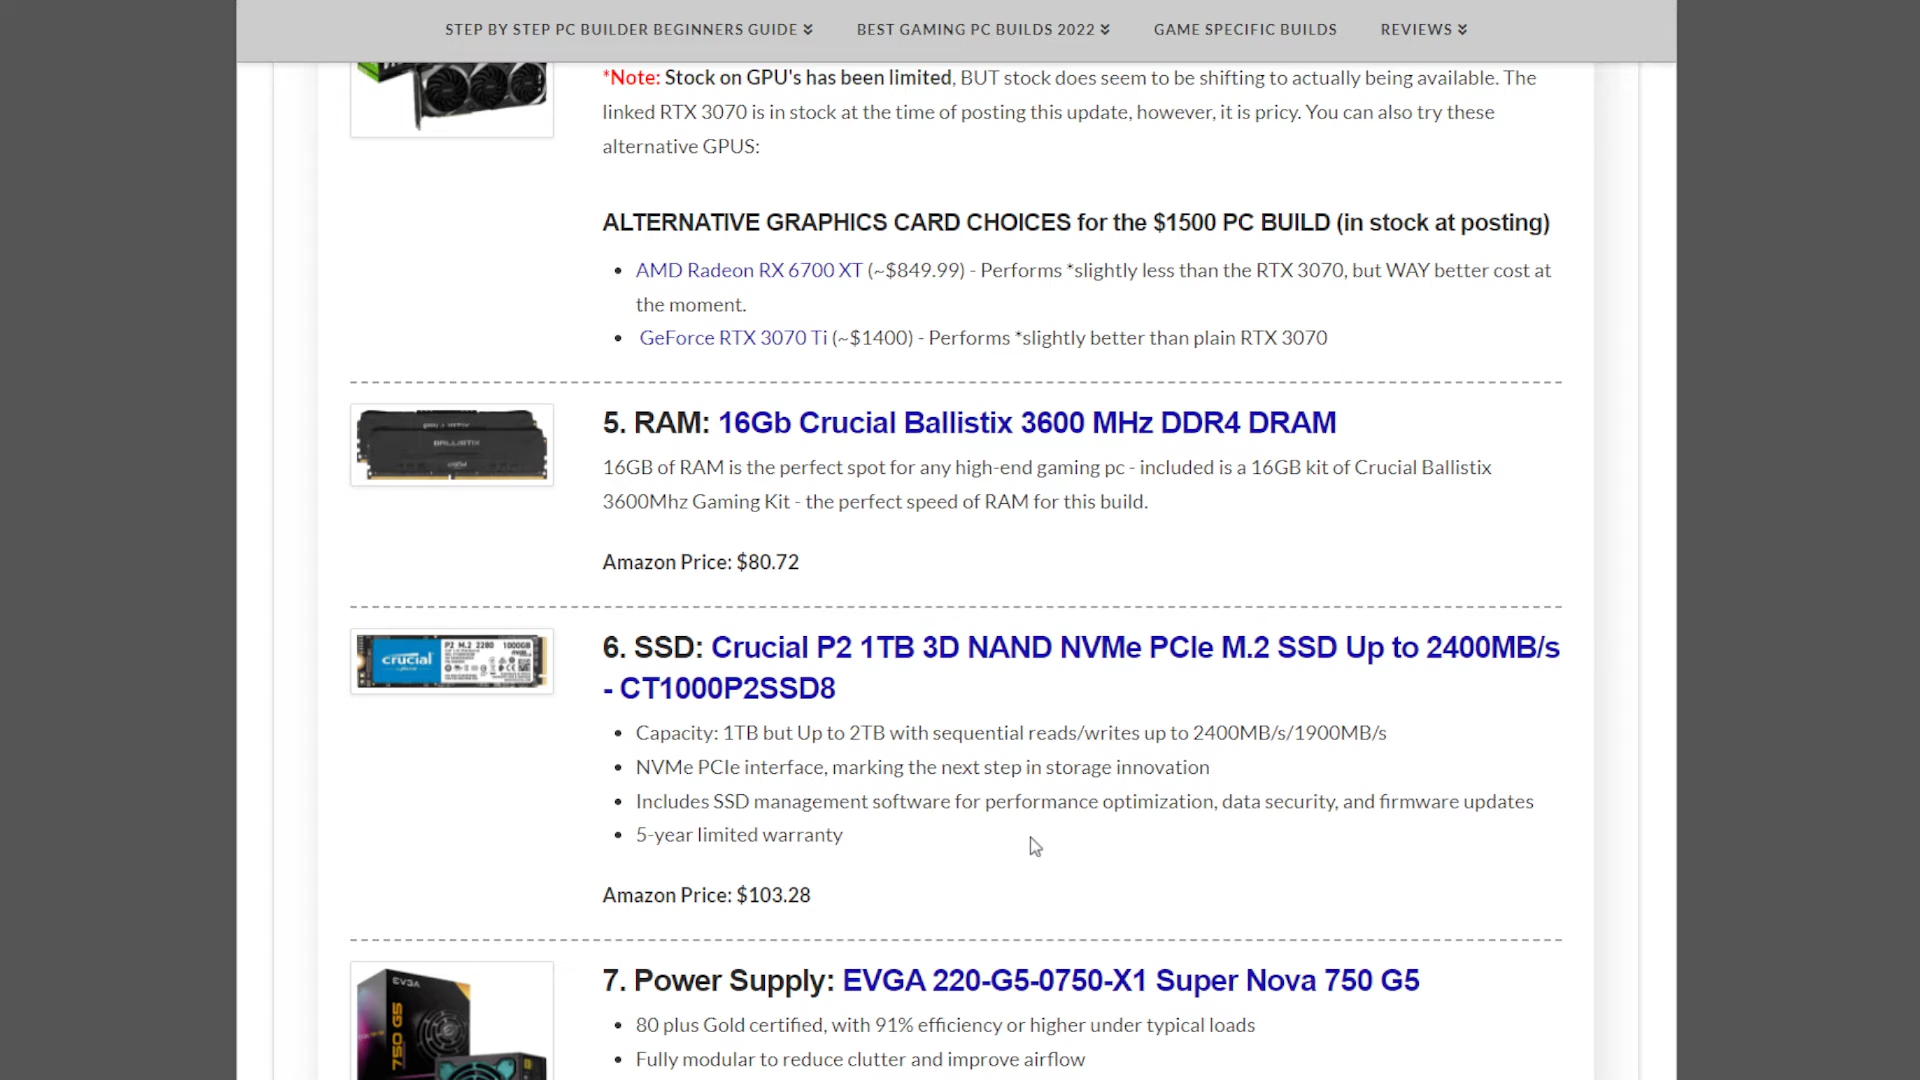 STEP BY STEP PC BUILDER BEGINNERS GUIDE BEST GAMING PC BUILDS 2022 GAME SPECIFIC BUILDS REVIEWS
*Note: Stock on GPU's has been limited, BUT stock does seem to be shifting to actually being available. The
linked RTX 3070 is in stock at the time of posting this update, however, it is pricy. You can also try these
alternative GPUS:
ALTERNATIVE GRAPHICS CARD CHOICES for the $1500 PC BUILD (in stock at posting)
• AMD Radeon RX 6700 XT (~$849.99) - Performs *slightly less than the RTX 3070, but WAY better cost at
the moment.
• GeForce RTX 3070 Ti (~$1400) - Performs *slightly better than plain RTX 3070
BALLISTIX
crucial
5. RAM: 16Gb Crucial Ballistix 3600 MHz DDR4 DRAM
16GB of RAM is the perfect spot for any high-end gaming pc - included is a 16GB kit of Crucial Ballistix
3600Mhz Gaming Kit - the perfect speed of RAM for this build.
Amazon Price: $80.72
crucial
P2 M.2 2280 1000GB
6. SSD: Crucial P2 1TB 3D NAND NVMe PCIe M.2 SSD Up to 2400MB/s
- CT1000P2SSD8
• Capacity: 1TB but Up to 2TB with sequential reads/writes up to 2400MB/s/1900MB/s
• NVMe PCIe interface, marking the next step in storage innovation
• Includes SSD management software for performance optimization, data security, and firmware updates
• 5-year limited warranty
Amazon Price: $103.28
EVGA
750 G5
7. Power Supply: EVGA 220-G5-0750-X1 Super Nova 750 G5
• 80 plus Gold certified, with 91% efficiency or higher under typical loads
• Fully modular to reduce clutter and improve airflow